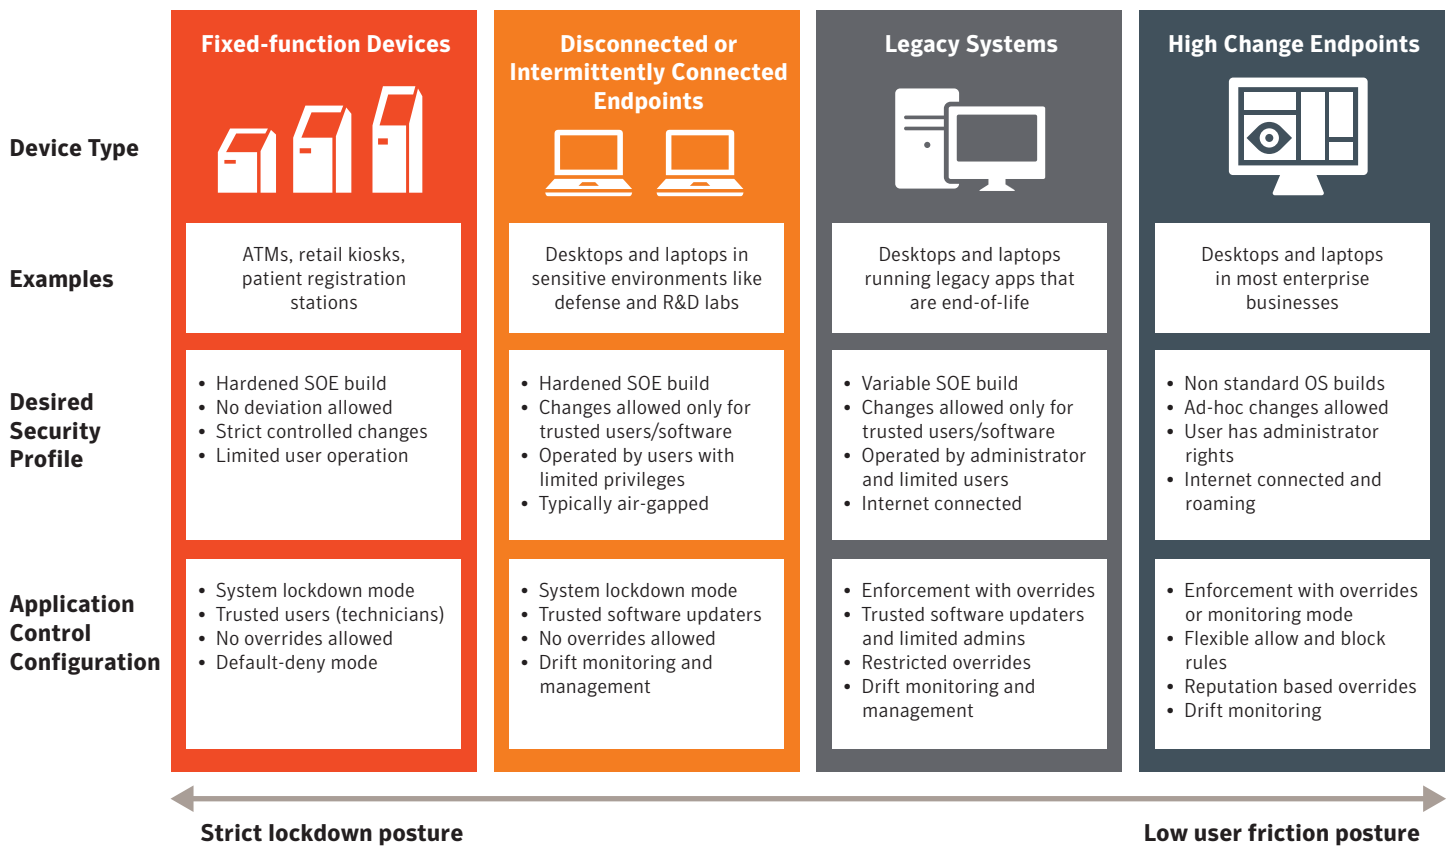 Fixed-function Devices
Disconnected or
Intermittently Connected
Endpoints
Legacy Systems
High Change Endpoints
Device Type
Examples
ATMs, retail kiosks,
patient registration
stations
Desktops and laptops in
sensitive environments like
defense and R&D labs
Desktops and laptops
running legacy apps that
are end-of-life
Desktops and laptops
in most enterprise
businesses
Desired
Security
Profile
• Hardened SOE build
• No deviation allowed
• Strict controlled changes
• Limited user operation
• Hardened SOE build
• Changes allowed only for
trusted users/software
• Operated by users with
limited privileges
• Typically air-gapped
• Variable SOE build
• Changes allowed only for
trusted users/software
• Operated by administrator
and limited users
• Internet connected
• Non standard OS builds
• Ad-hoc changes allowed
• User has administrator
rights
• Internet connected and
roaming
Application
Control
Configuration
• System lockdown mode
• Trusted users (technicians)
• No overrides allowed
• Default-deny mode
• System lockdown mode
• Trusted software updaters
• No overrides allowed
• Drift monitoring and
management
• Enforcement with overrides
• Trusted software updaters
and limited admins
• Restricted overrides
• Drift monitoring and
management
• Enforcement with overrides
or monitoring mode
• Flexible allow and block
rules
• Reputation based overrides
• Drift monitoring
Strict lockdown posture
Low user friction posture